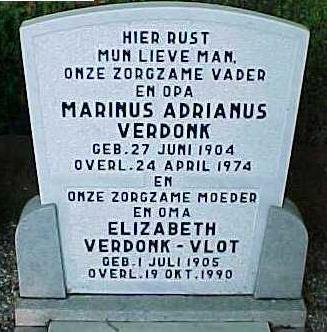 HIER RUST
MIJN LIEVE MAN,
ONZE ZORGZAME VADER
EN OPA
MARINUS ADRIANUS
VERDONK
GEB. 27 JUNI 1904
OVERL. 24 APRIL 1974
EN
ONZE ZORGZAME MOEDER
EN OMA
ELIZABETH
VERDONK-VLOT
GEB. 1 JULI 1905
OVERL. 19 OKT. 1990